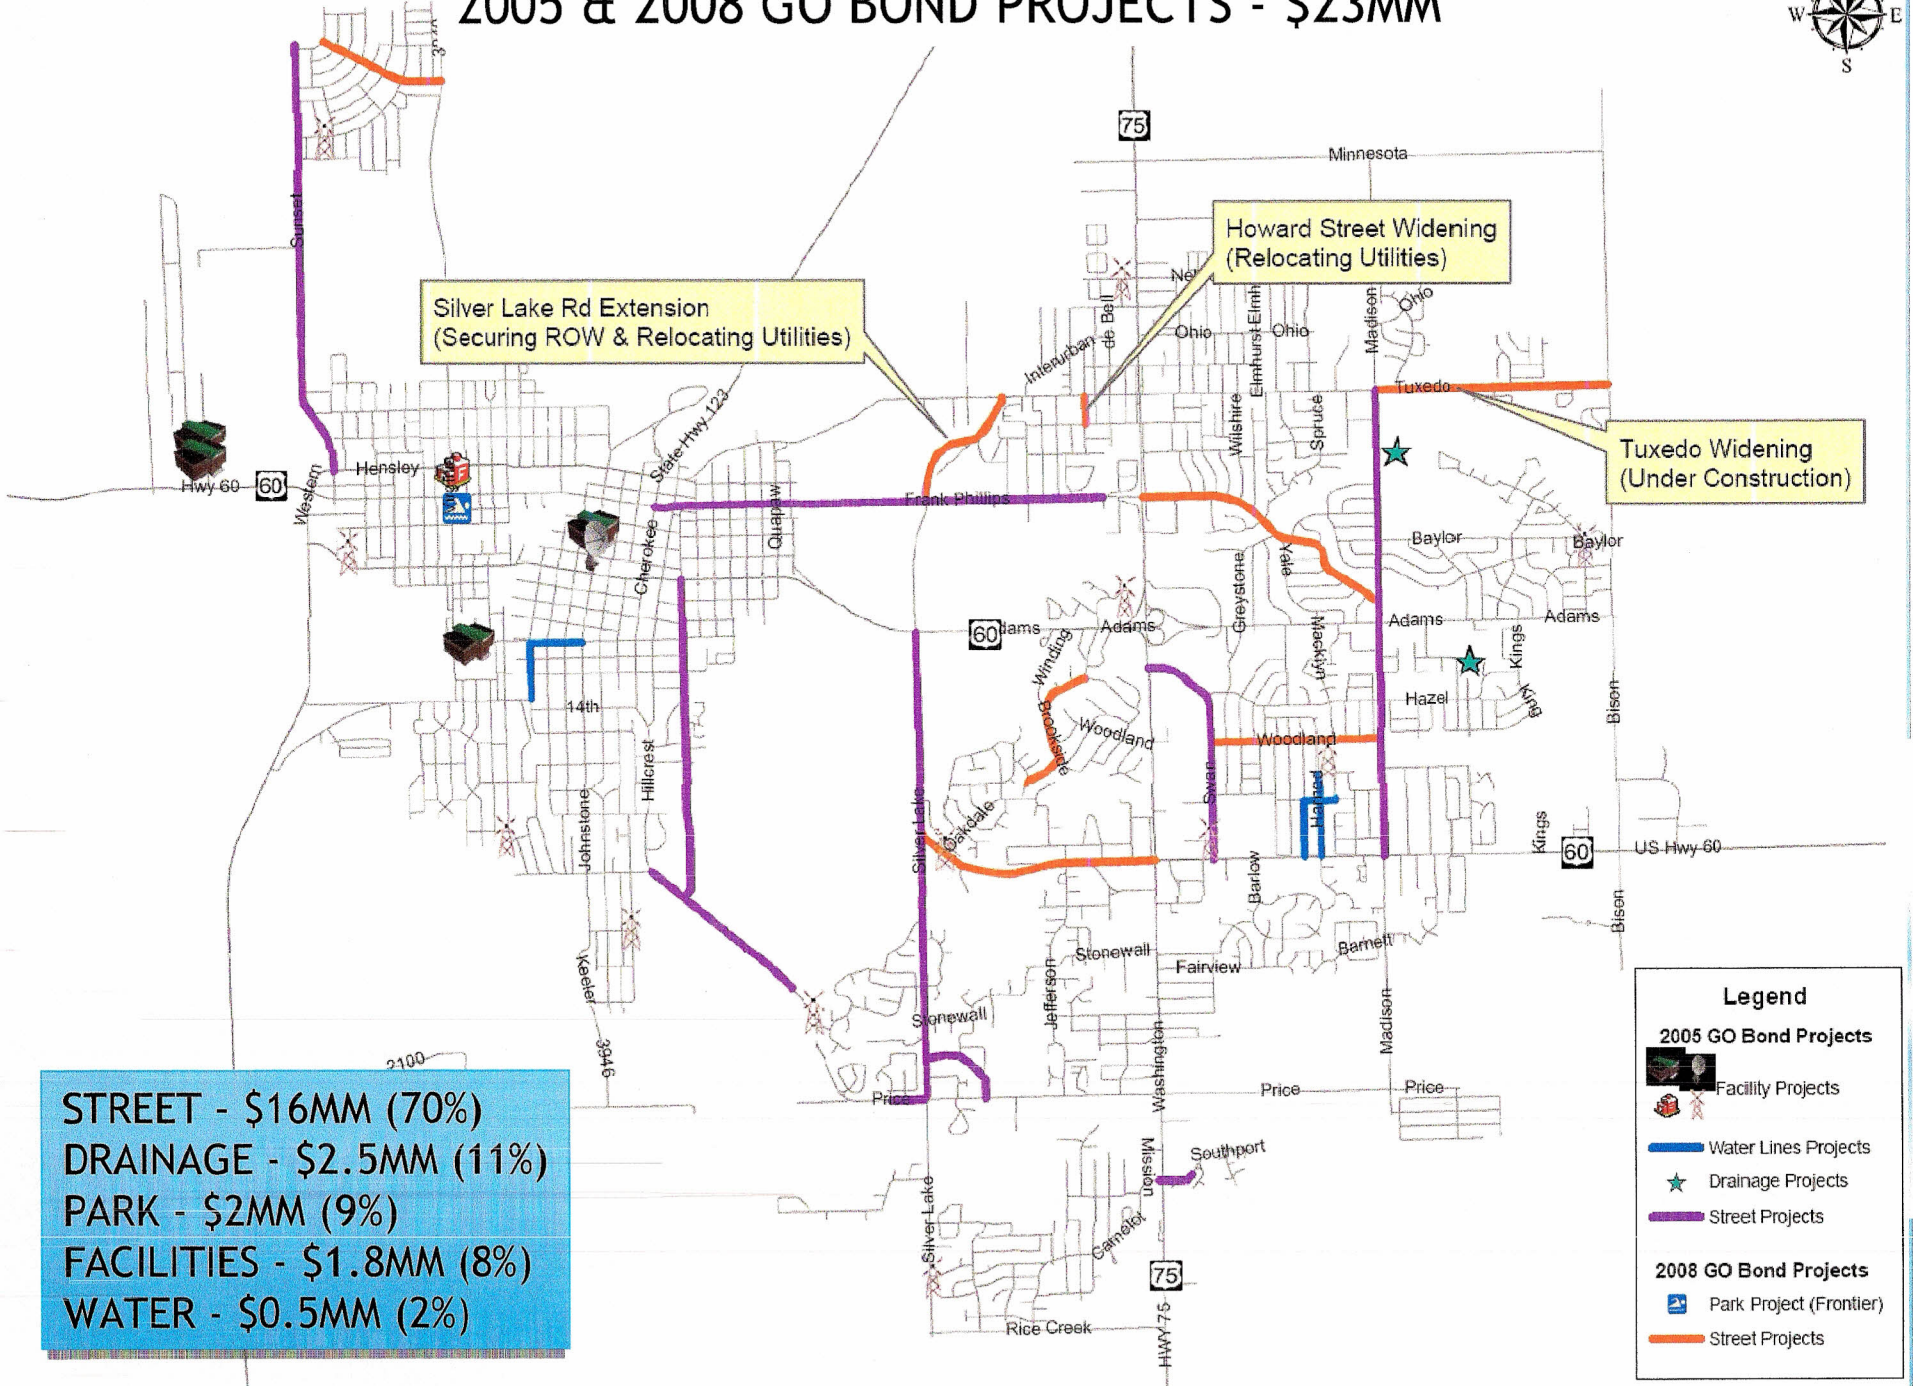 2005 & 2008 GO BOND PROJECTS - $23MM
W
E
S
75
Minnesota
Howard Street Widening
(Relocating Utilities)
Sunset
Silver Lake Rd Extension
(Securing ROW & Relocating Utilities)
Interurban
de Bell
Ohio
Elmhurst
Elmh
Ohio
Madison
Ohio
Tuxedo
State Hwy 123
Wilshire
Spruce
Tuxedo Widening
(Under Construction)
Hwy 60
60
Western
Hensley
Virginia
Cherokee
Quapaw
Frank Phillips
Yale
Baylor
Baylor
Greystone
60
dams
Adams
Adams
Adams
Winding
Macklyn
Kings
King
Hazel
Bison
14th
Brookside
Woodland
Woodland
Hillcrest
Swan
Harned
Johnstone
Silver Lake
Oakdale
Barlow
Kings
60
US Hwy 60
Bison
Keeler
Stonewall
Fairview
Barnett
Jefferson
Stonewall
Madison
Washington
3946
2100
Price
Price
Price
Mission
Southport
Silver Lake
Camelot
75
HWY 75
Rice Creek
STREET - $16MM (70%)
DRAINAGE - $2.5MM (11%)
PARK - $2MM (9%)
FACILITIES - $1.8MM (8%)
WATER - $0.5MM (2%)
Legend
2005 GO Bond Projects
Facility Projects
Water Lines Projects
Drainage Projects
Street Projects
2008 GO Bond Projects
Park Project (Frontier)
Street Projects